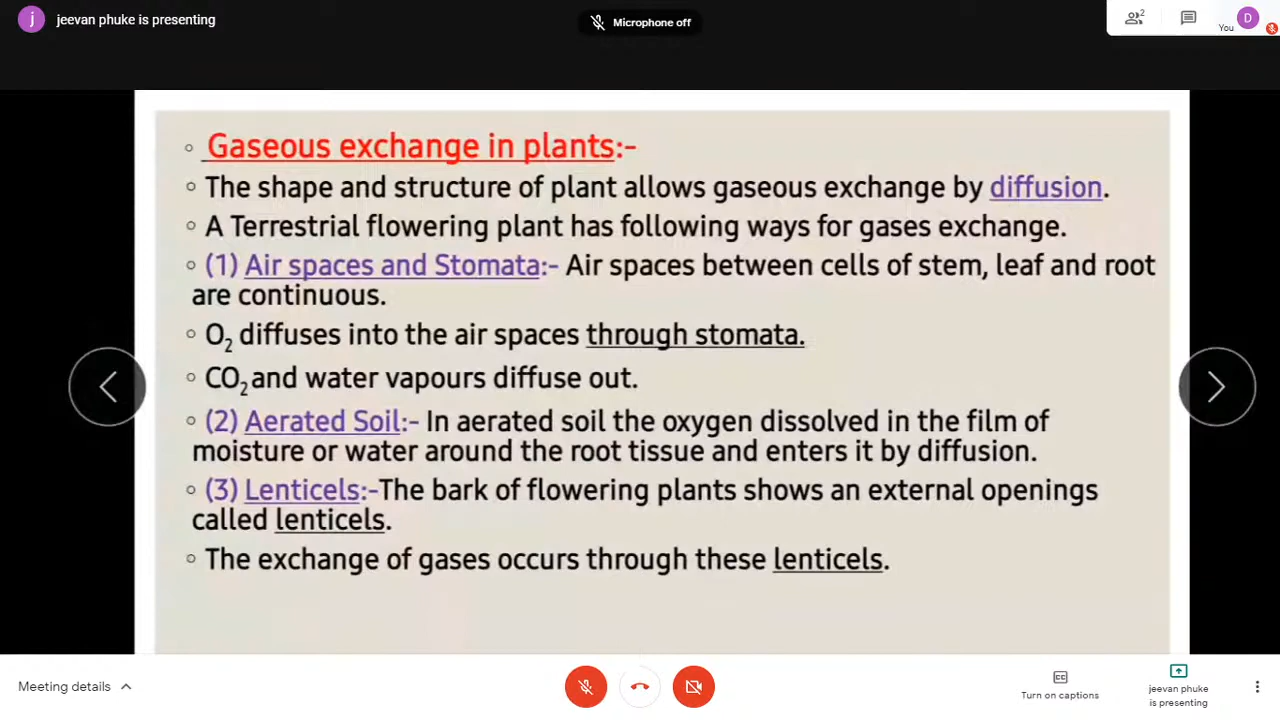 j jeevan phuke is presenting
Microphone off
2
You D
Gaseous exchange in plants:-
The shape and structure of plant allows gaseous exchange by diffusion.
A Terrestrial flowering plant has following ways for gases exchange.
(1) Air spaces and Stomata:- Air spaces between cells of stem, leaf and root
are continuous.
O₂ diffuses into the air spaces through stomata.
CO₂ and water vapours diffuse out.
(2) Aerated Soil:- In aerated soil the oxygen dissolved in the film of
moisture or water around the root tissue and enters it by diffusion.
(3) Lenticels:-The bark of flowering plants shows an external openings
called lenticels.
The exchange of gases occurs through these lenticels.
Meeting details
CC
Turn on captions
jeevan phuke
is presenting